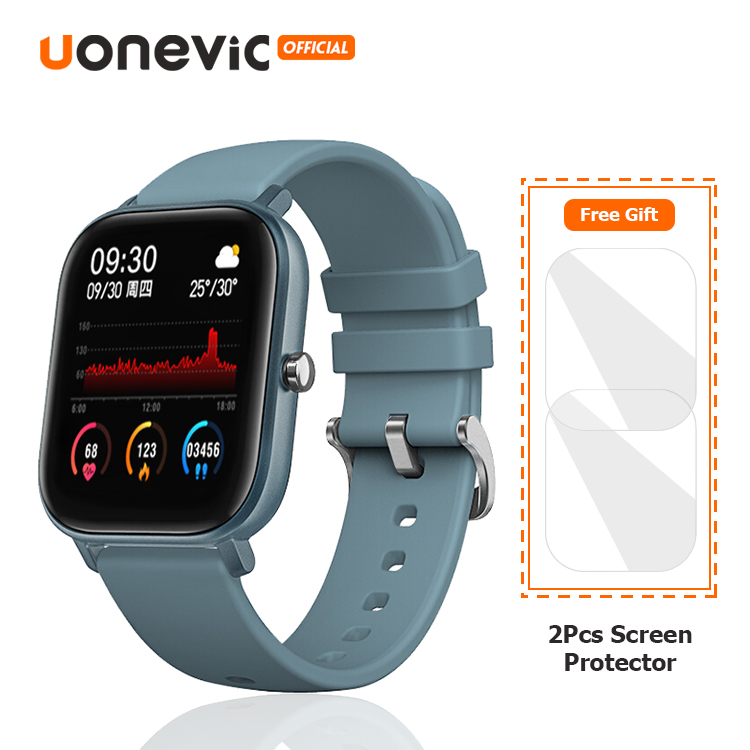 uonevic OFFICIAL
Free Gift
09:30
09/30 周四 25°/30°
160
130
60
6:00 12:00 18:00
68 123 03456
2Pcs Screen
Protector